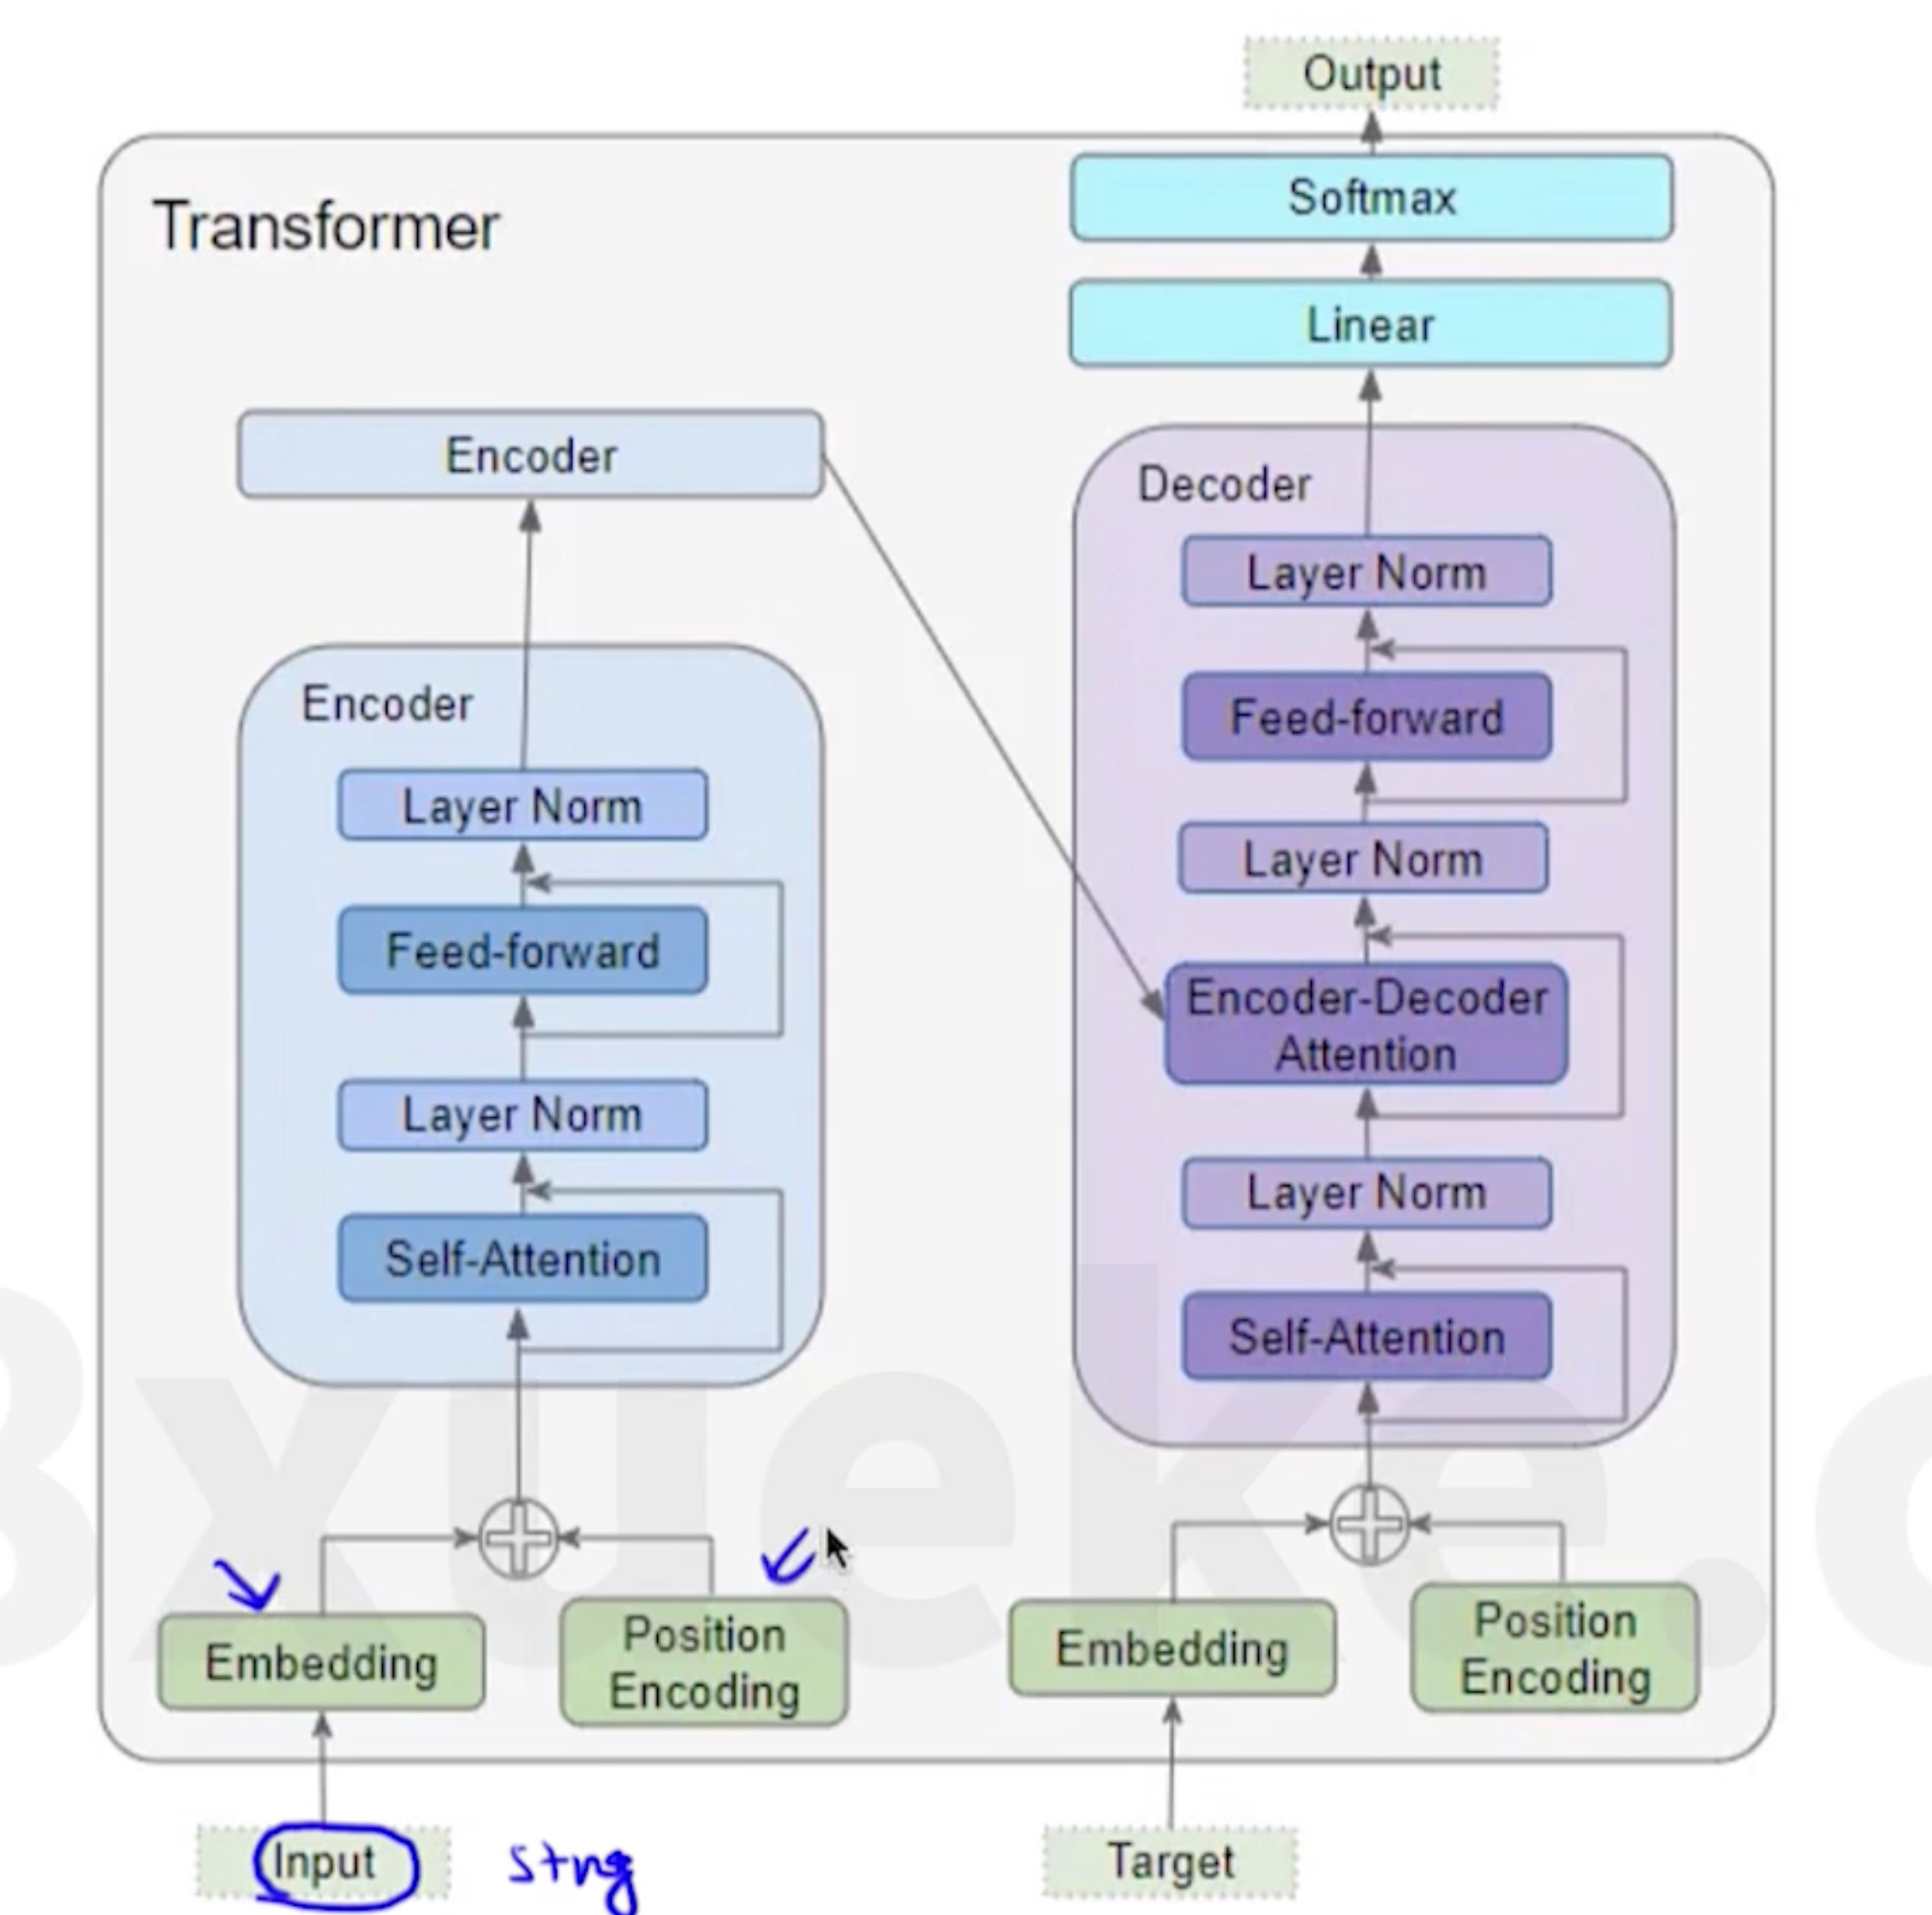 Output
Softmax
Transformer
Linear
Encoder
Decoder
Layer Norm
Encoder
Feed-forward
Layer Norm
Layer Norm
Feed-forward
Encoder-Decoder
Attention
Layer Norm
Layer Norm
Self-Attention
Self-Attention
Embedding
Position
Encoding
Embedding
Position
Encoding
Input
Target